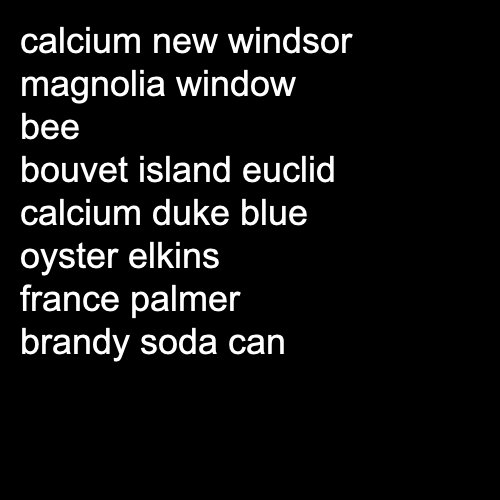 calcium new windsor
magnolia window
bee
bouvet island euclid
calcium duke blue
oyster elkins
france palmer
brandy soda can